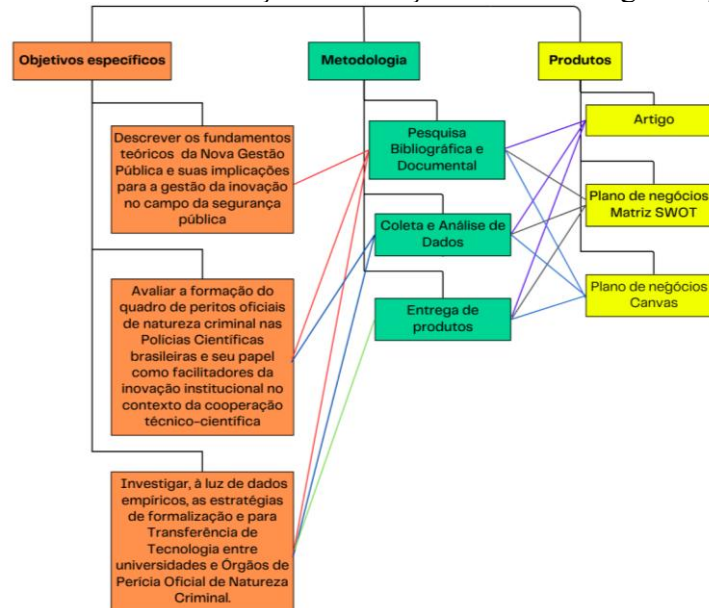 Objetivos específicos
Metodologia
Produtos
Descrever os fundamentos
teóricos da Nova Gestão
Pública e suas implicações
para a gestão da inovação
no campo da segurança
pública
Avaliar a formação do
quadro de peritos oficiais
de natureza criminal nas
Polícias Científicas
brasileiras e seu papel
como facilitadores da
inovação institucional no
contexto da cooperação
técnico-científica
Investigar, à luz de dados
empíricos, as estratégias
de formalização e para
Transferência de
Tecnologia entre
universidades e Órgãos de
Perícia Oficial de Natureza
Criminal.
Pesquisa
Bibliográfica e
Documental
Coleta e Análise de
Dados
Entrega de
produtos
Artigo
Plano de negócios
Matriz SWOT
Plano de negócios
Canvas